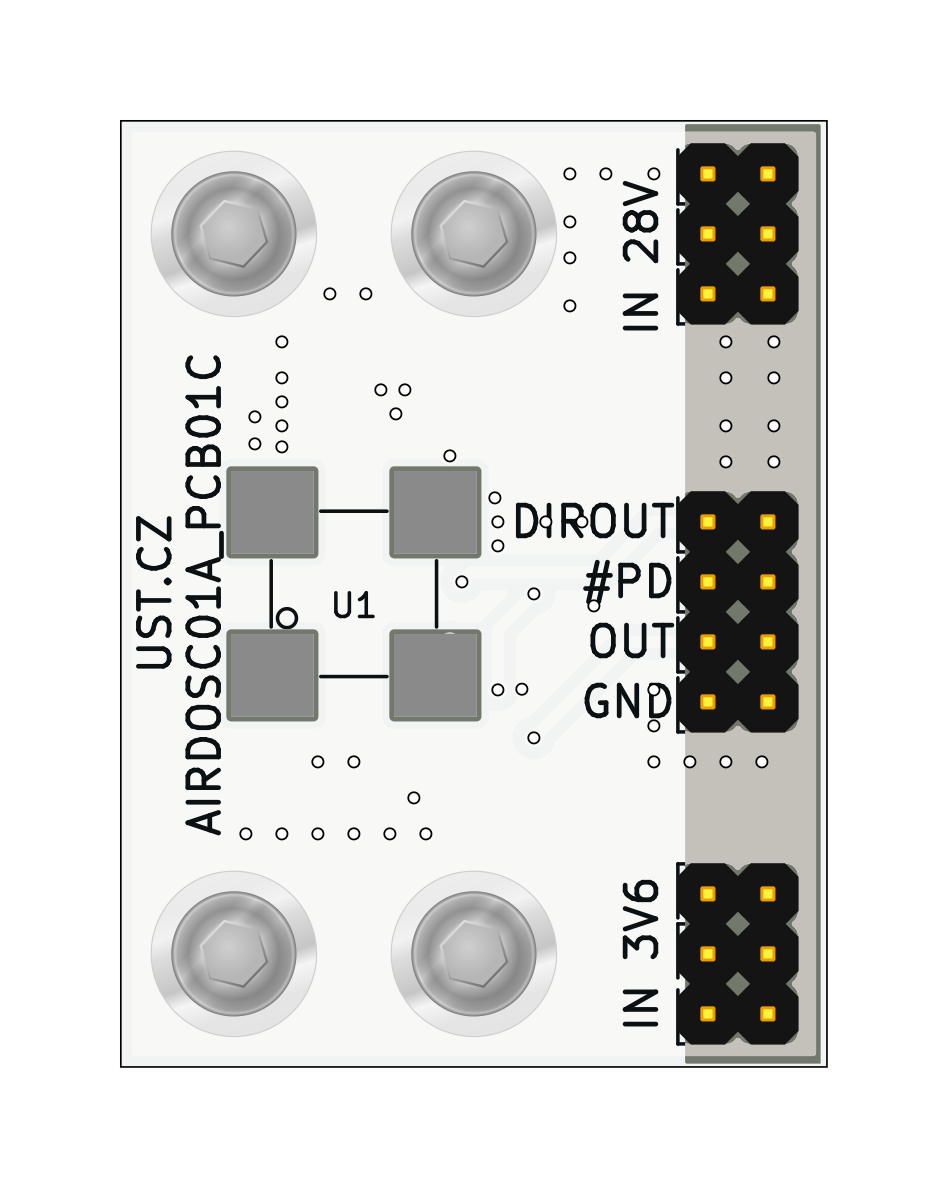 UST.CZ
AIRDOSC01A_PCB01C
IN 28V
DIROUT
#PD
OUT
GND
U1
IN 3V6